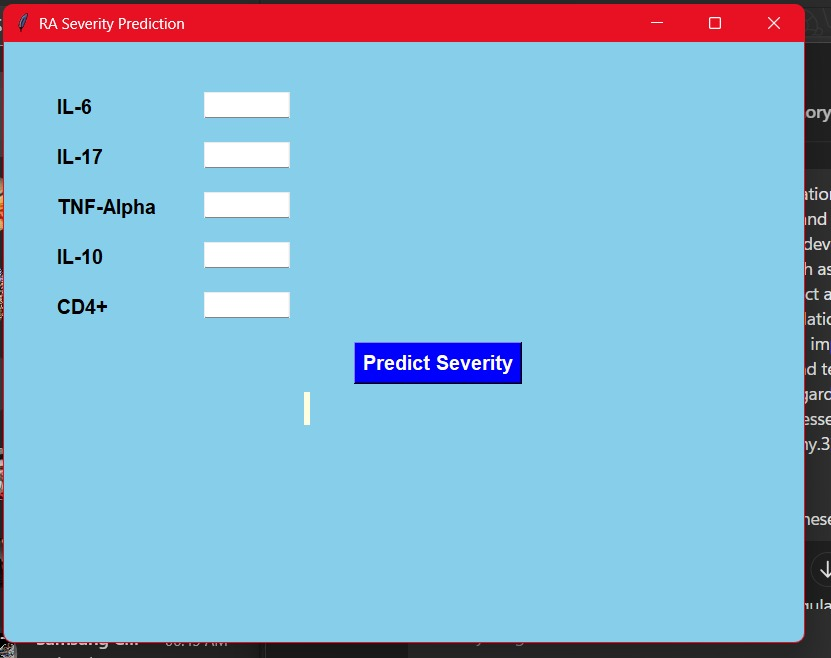 RA Severity Prediction
IL-6
IL-17
TNF-Alpha
IL-10
CD4+
Predict Severity